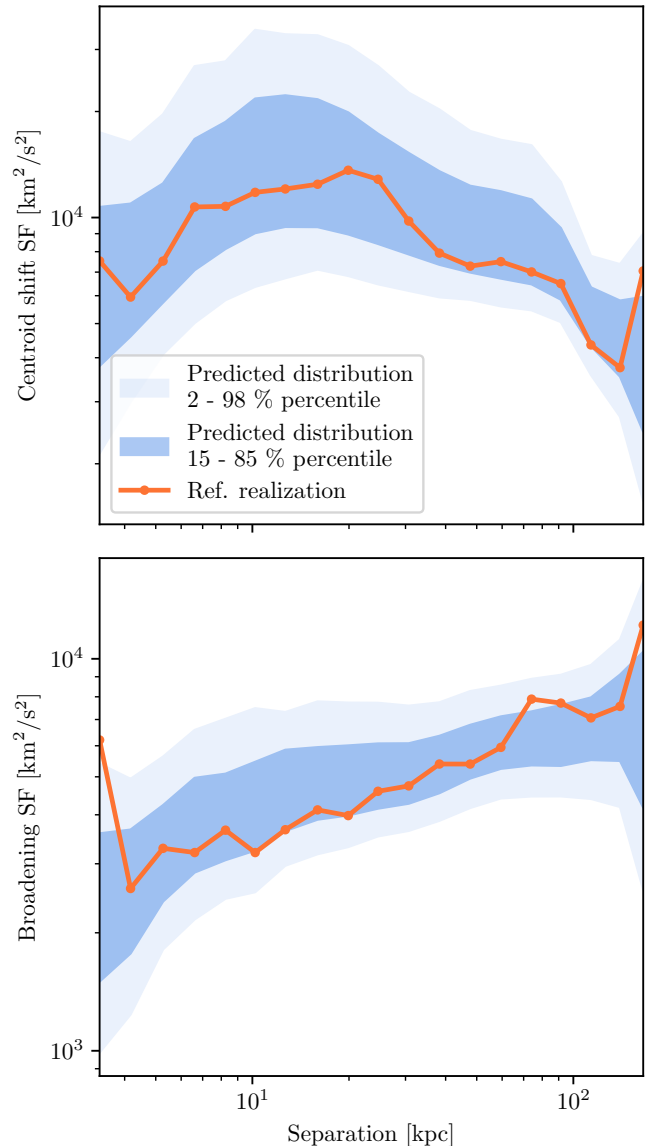 Centroid shift SF [km²/s²]
10⁴
Predicted distribution
2 - 98 % percentile
Predicted distribution
15 - 85 % percentile
Ref. realization
Broadening SF [km²/s²]
10⁴
10³
10¹
10²
Separation [kpc]